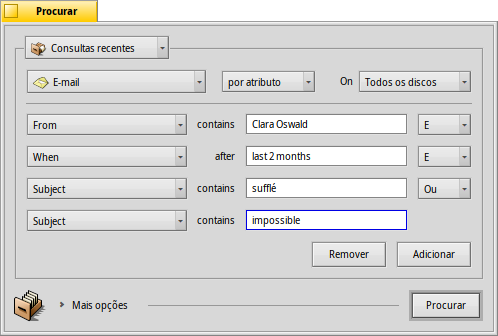 Procurar
Consultas recentes
E-mail por atributo On Todos os discos
From contains Clara Oswald E
When after last 2 months E
Subject contains sufflé Ou
Subject contains impossible
Remover Adicionar
Mais opções Procurar